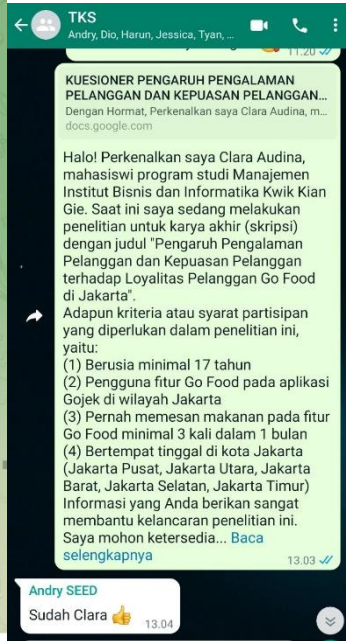 TKS
Andry, Dio, Harun, Jessica, Tyan, ...
11.20
KUESIONER PENGARUH PENGALAMAN
PELANGGAN DAN KEPUASAN PELANGGAN...
Dengan Hormat, Perkenalkan saya Clara Audina, m...
docs.google.com
Halo! Perkenalkan saya Clara Audina,
mahasiswi program studi Manajemen
Institut Bisnis dan Informatika Kwik Kian
Gie. Saat ini saya sedang melakukan
penelitian untuk karya akhir (skripsi)
dengan judul "Pengaruh Pengalaman
Pelanggan dan Kepuasan Pelanggan
terhadap Loyalitas Pelanggan Go Food
di Jakarta".
Adapun kriteria atau syarat partisipan
yang diperlukan dalam penelitian ini,
yaitu:
(1) Berusia minimal 17 tahun
(2) Pengguna fitur Go Food pada aplikasi
Gojek di wilayah Jakarta
(3) Pernah memesan makanan pada fitur
Go Food minimal 3 kali dalam 1 bulan
(4) Bertempat tinggal di kota Jakarta
(Jakarta Pusat, Jakarta Utara, Jakarta
Barat, Jakarta Selatan, Jakarta Timur)
Informasi yang Anda berikan sangat
membantu kelancaran penelitian ini.
Saya mohon ketersedia... Baca
selengkapnya
13.03
Andry SEED
Sudah Clara 👍
13.04